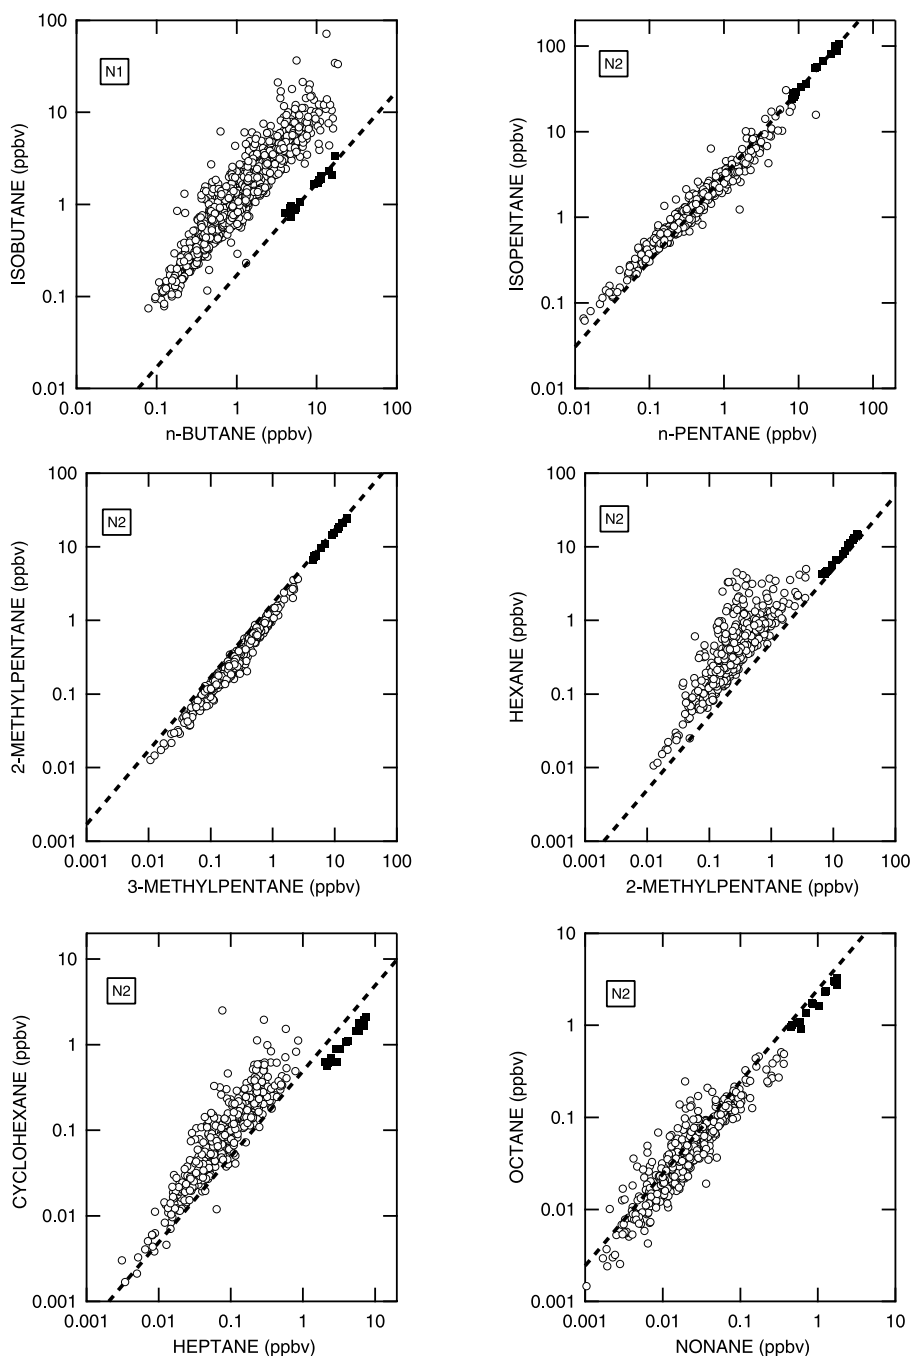 100
10
1
0.1
0.01
0.01 0.1 1 10 100
ISOBUTANE (ppbv)
n-BUTANE (ppbv)
N1
100
10
1
0.1
0.01
0.01 0.1 1 10 100
ISOPENTANE (ppbv)
n-PENTANE (ppbv)
N2
100
10
1
0.1
0.01
0.001
0.001 0.01 0.1 1 10 100
2-METHYLPENTANE (ppbv)
3-METHYLPENTANE (ppbv)
N2
100
10
1
0.1
0.01
0.001
0.001 0.01 0.1 1 10 100
HEXANE (ppbv)
2-METHYLPENTANE (ppbv)
N2
10
1
0.1
0.01
0.001
0.001 0.01 0.1 1 10
CYCLOHEXANE (ppbv)
HEPTANE (ppbv)
N2
10
1
0.1
0.01
0.001
0.001 0.01 0.1 1 10
OCTANE (ppbv)
NONANE (ppbv)
N2